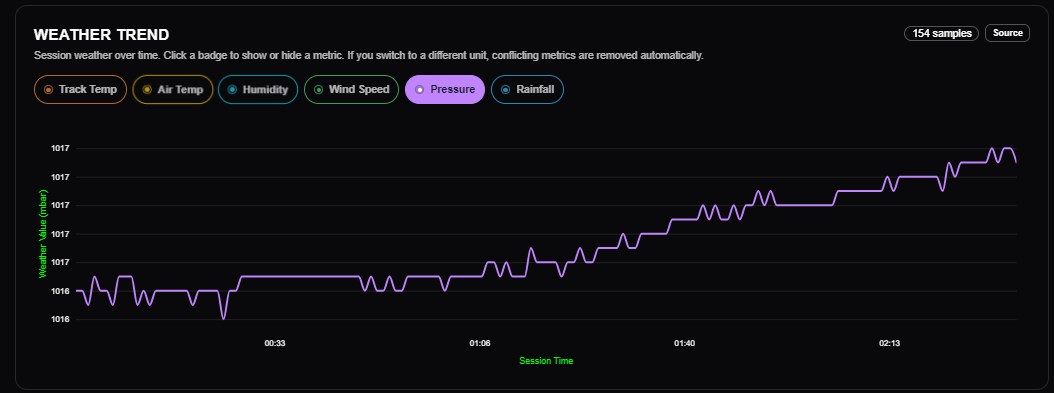 WEATHER TREND
154 samples
Source
Session weather over time. Click a badge to show or hide a metric. If you switch to a different unit, conflicting metrics are removed automatically.
Track Temp
Air Temp
Humidity
Wind Speed
Pressure
Rainfall
Weather Value (mbar)
1017
1017
1017
1017
1017
1016
1016
00:33
01:06
01:40
02:13
Session Time